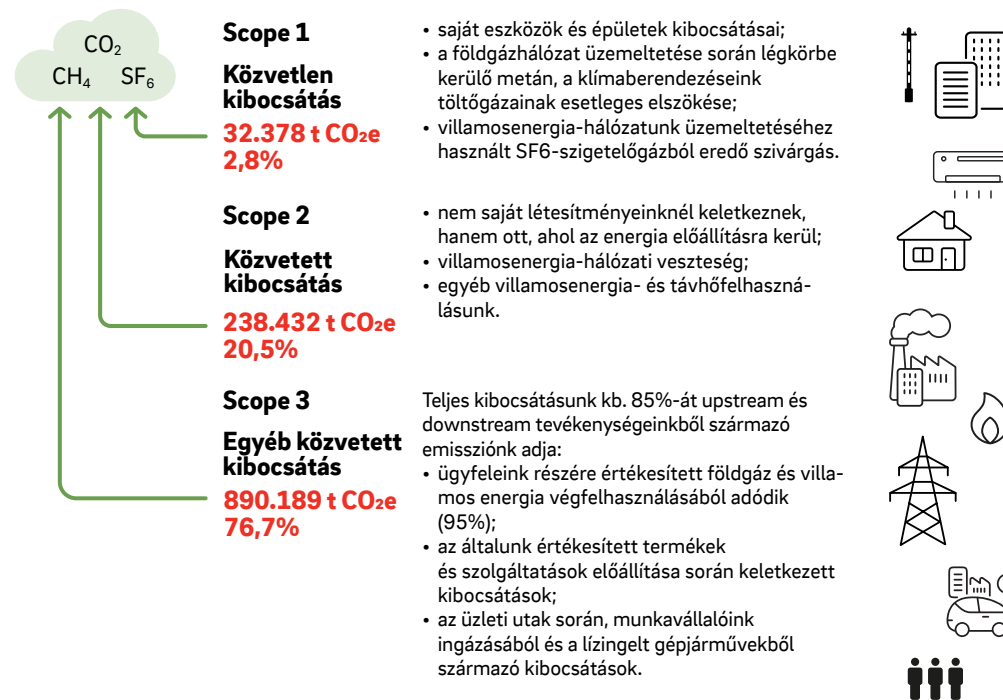 CO₂
CH₄ SF₆
Scope 1
Közvetlen
kibocsátás
32.378 t CO₂e
2,8%
• saját eszközök és épületek kibocsátásai;
• a földgázhálózat üzemeltetése során légkörbe
kerülő metán, a klímaberendezéseink
töltőgázainak esetleges elszökése;
• villamosenergia-hálózatunk üzemeltetéséhez
használt SF6-szigetelőgázból eredő szivárgás.
Scope 2
Közvetett
kibocsátás
238.432 t CO₂e
20,5%
• nem saját létesítményeinknél keletkeznek,
hanem ott, ahol az energia előállításra kerül;
• villamosenergia-hálózati veszteség;
• egyéb villamosenergia- és távhőfelhaszná-
lásunk.
Scope 3
Egyéb közvetett
kibocsátás
890.189 t CO₂e
76,7%
Teljes kibocsátásunk kb. 85%-át upstream és
downstream tevékenységeinkből származó
emissziónk adja:
• ügyfeleink részére értékesített földgáz és villa-
mos energia végfelhasználásából adódik
(95%);
• az általunk értékesített termékek
és szolgáltatások előállítása során keletkezett
kibocsátások;
• az üzleti utak során, munkavállalóink
ingázásából és a lízingelt gépjárművekből
származó kibocsátások.